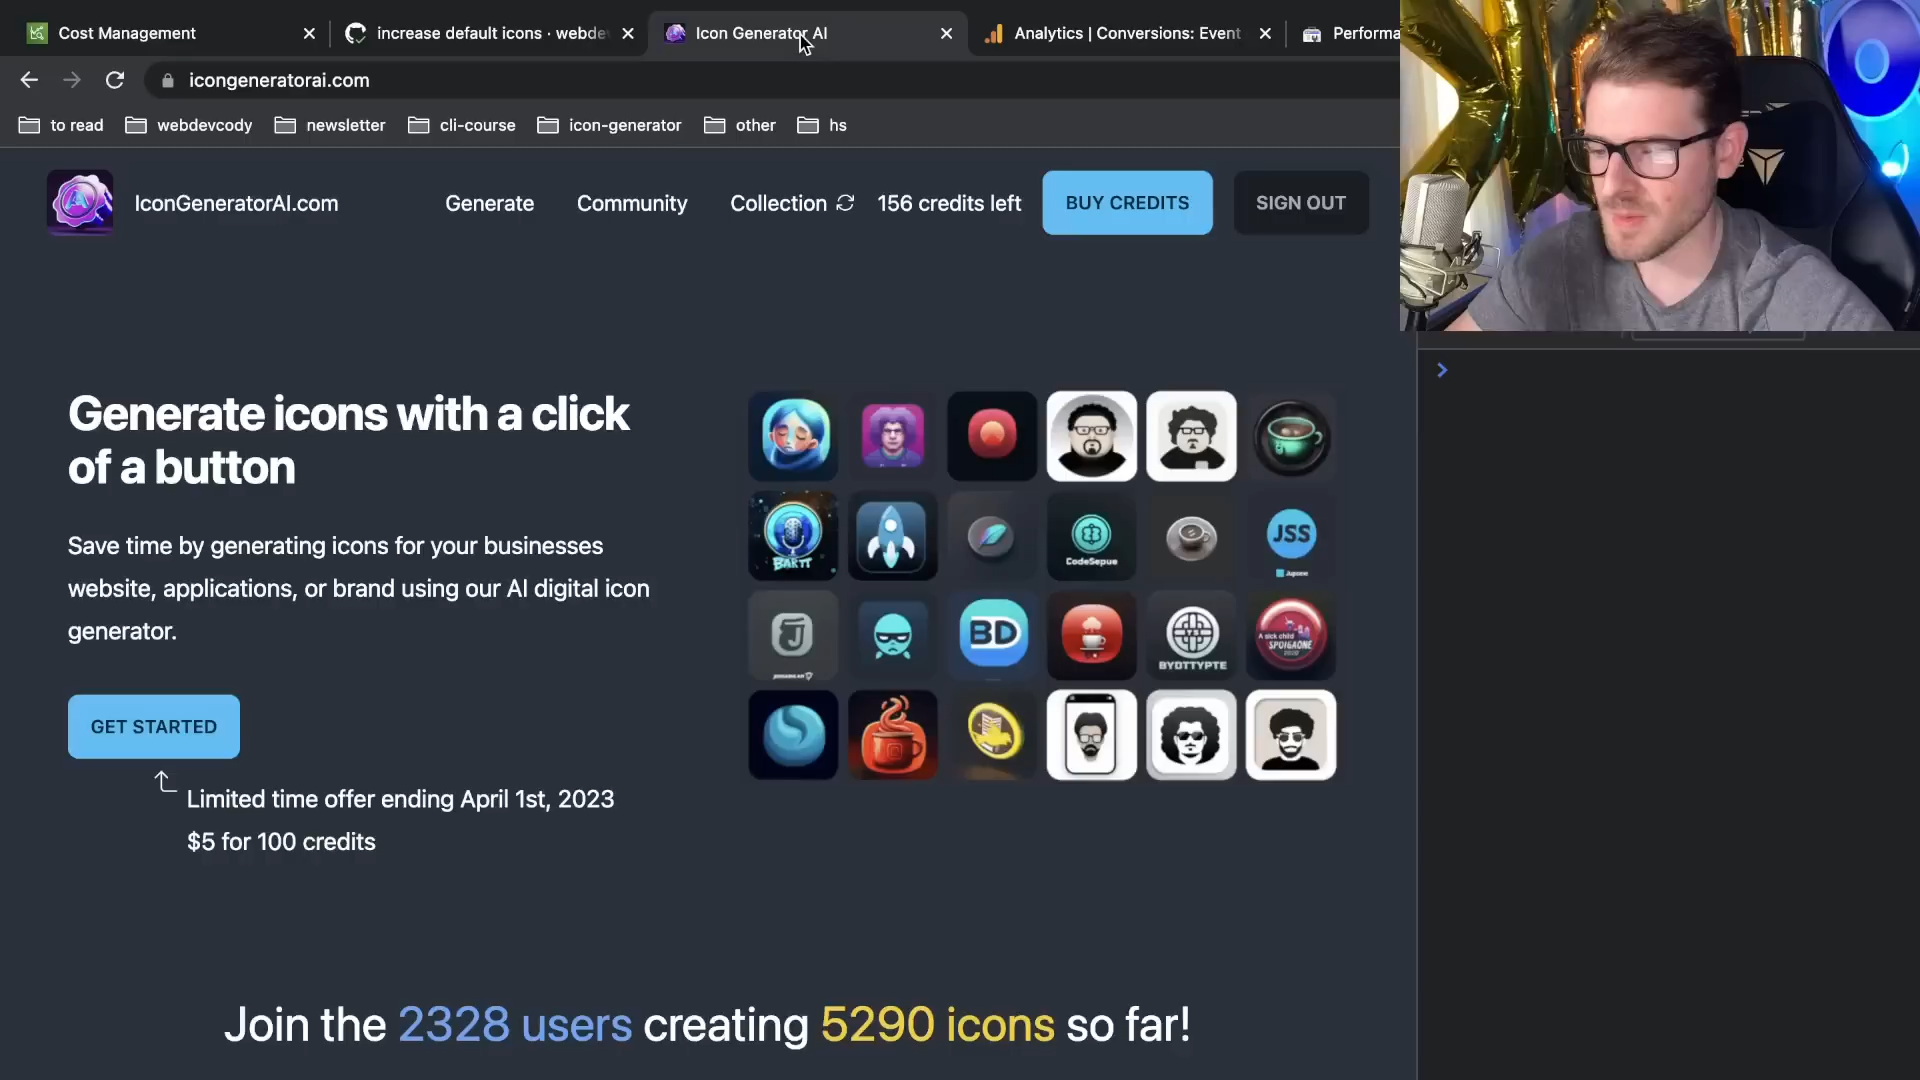 Cost Management
increase default icons · webde
Icon Generator AI
Analytics | Conversions: Event
Performa
icongeneratorai.com
to read
webdevcody
newsletter
cli-course
icon-generator
other
hs
IconGeneratorAI.com
Generate
Community
Collection
156 credits left
BUY CREDITS
SIGN OUT
Generate icons with a click
of a button
Save time by generating icons for your businesses
website, applications, or brand using our AI digital icon
generator.
GET STARTED
Limited time offer ending April 1st, 2023
$5 for 100 credits
BARTT
CodeSepue
JSS
J
BD
BYOTTYPTE
A sick child
Join the 2328 users creating 5290 icons so far!